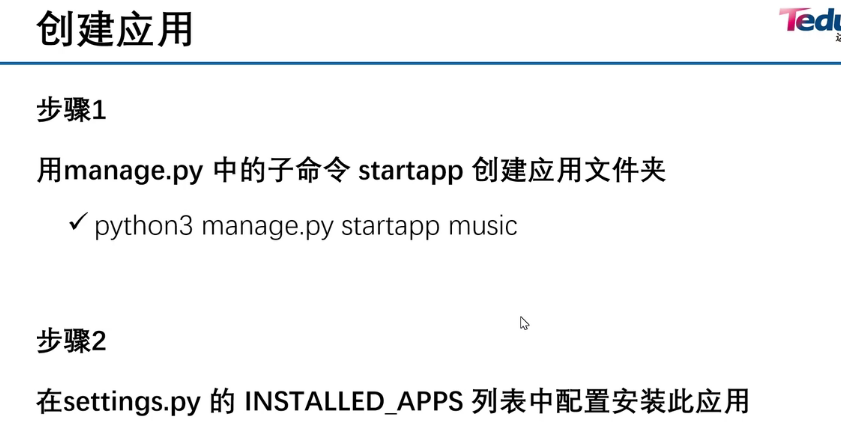 创建应用
Tedu
步骤1
用manage.py 中的子命令 startapp 创建应用文件夹
✓ python3 manage.py startapp music
步骤2
在settings.py 的 INSTALLED_APPS 列表中配置安装此应用